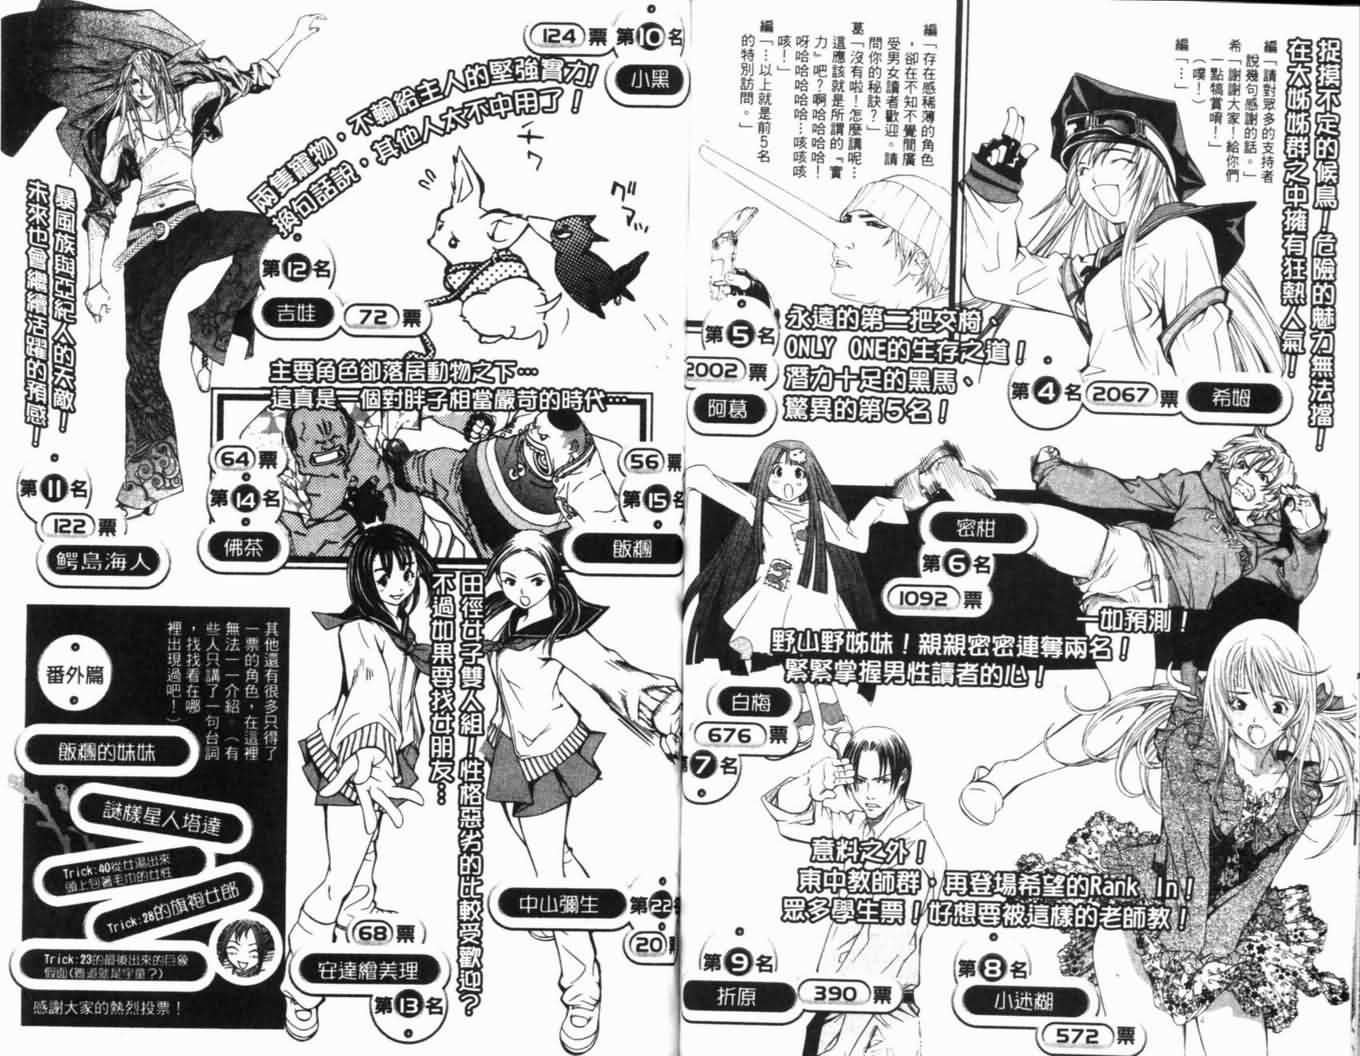 捉摸不定的候鳥！危險的魅力無法擋！
在大姊群之中擁有狂熱人氣！
編「請對眾多的支持者
說幾句感謝的話。」
希「謝謝大家！給你們
一點犒賞唷！」
（噗！）
編「…」
第4名
2067票
希姆
編「存在感稀薄的角色
，卻在不知不覺間廣
受男女讀者歡迎。請
問你的秘訣？」
葛「沒有啦！怎麼講呢…
這應該就是所謂的『實
力』吧？啊哈哈哈哈！
呀哈哈哈哈…咳咳咳
咳！」
編「…以上就是前5名
的特別訪問。」
第5名
2002票
阿葛
永遠的第二把交椅、
ONLY ONE的生存之道！
潛力十足的黑馬、
驚異的第5名！
密柑
第6名
1092票
一如預測！
野山野姊妹！親親密密連奪兩名！
緊緊掌握男性讀者的心！
白梅
676票
第7名
意料之外！
東中教師群，再登場希望的Rank In！
眾多學生票！好想要被這樣的老師教！
第8名
小迷糊
572票
第9名
折原
390票
124票
第10名
小黑
兩隻寵物，不輸給主人的堅強實力！
換句話說，其他人太不中用了！
第12名
吉娃
72票
暴風族與亞紀人的大敵！
未來也會繼續活躍的預感！
第11名
122票
鰐島海人
主要角色卻落居動物之下…
這真是一個對胖子相當嚴苛的時代…
64票
第14名
佛茶
56票
第15名
飯糰
田徑女子雙人組！性格惡劣的比較受歡迎？
不過如果要找女朋友…
中山彌生
第22名
20票
68票
安達繪美理
第13名
番外篇
其他還有很多只得了
一票的角色，在這裡
無法一一介紹。（有
些人只講了一句台詞
，找找看在哪
裡出現過吧！）
飯糰的妹妹
謎樣星人塔達
Trick:40從女湯出來
頭上包著毛巾的女性
Trick:28的旗袍女郎
Trick:23的最後出來的巨象
假面(難道就是宇童？)
感謝大家的熱烈投票！